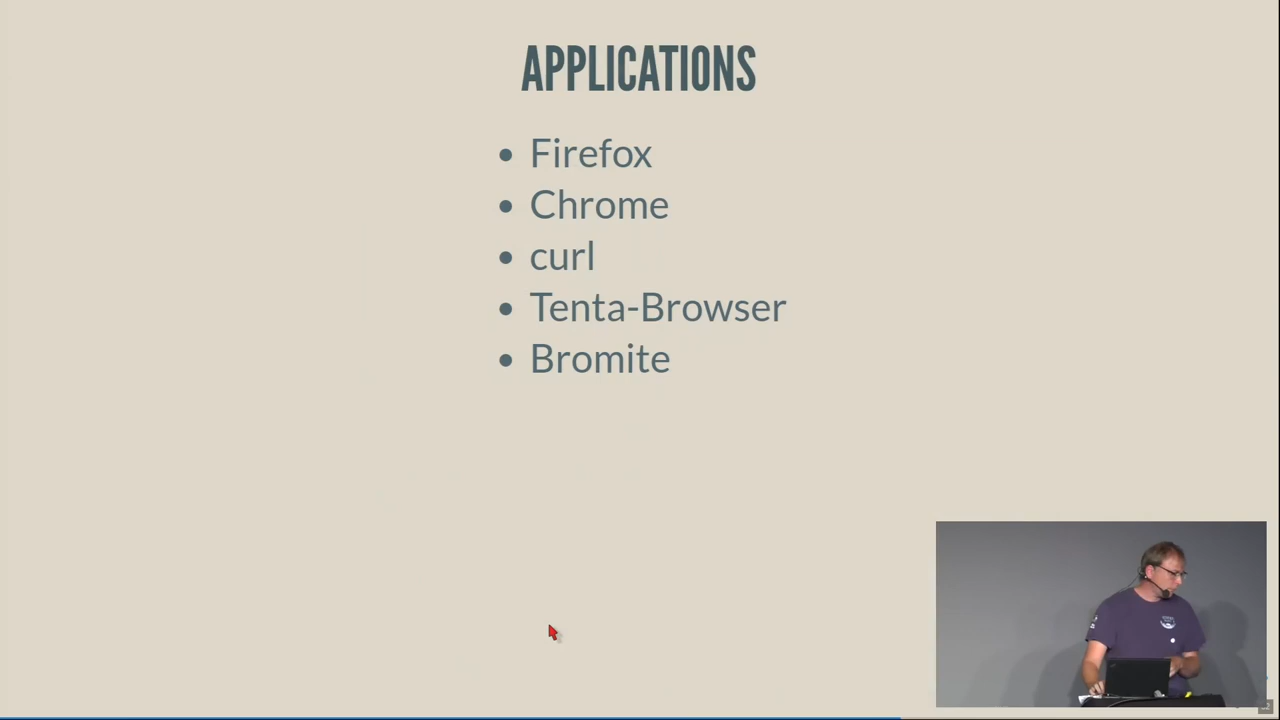 APPLICATIONS
• Firefox
• Chrome
• curl
• Tenta-Browser
• Bromite